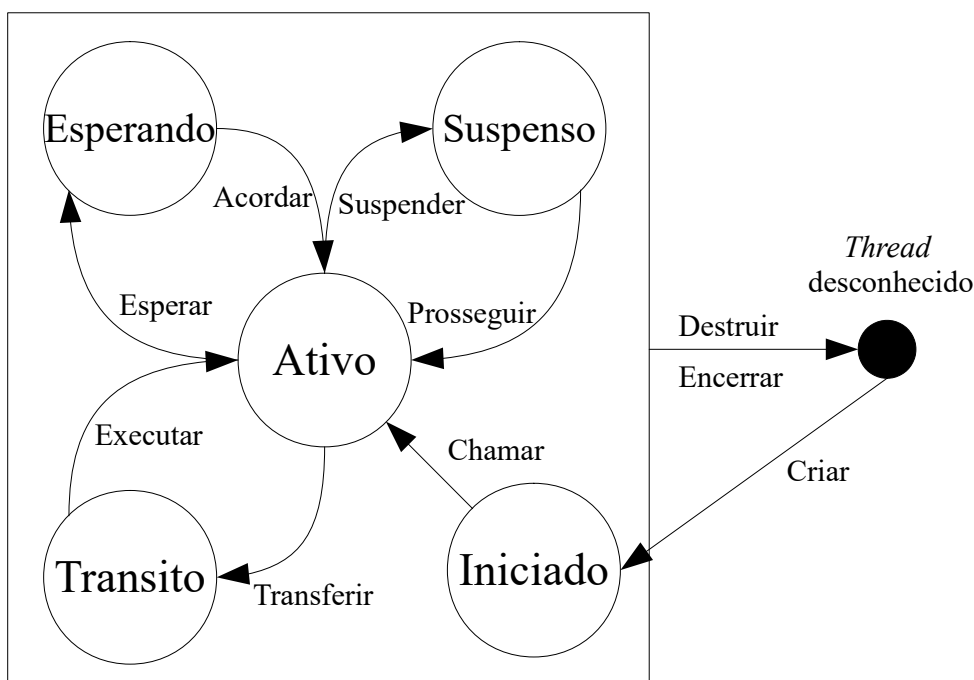 Esperando
Suspenso
Acordar
Suspender
Thread
desconhecido
Esperar
Prosseguir
Destruir
Ativo
Encerrar
Executar
Chamar
Criar
Transito
Iniciado
Transferir